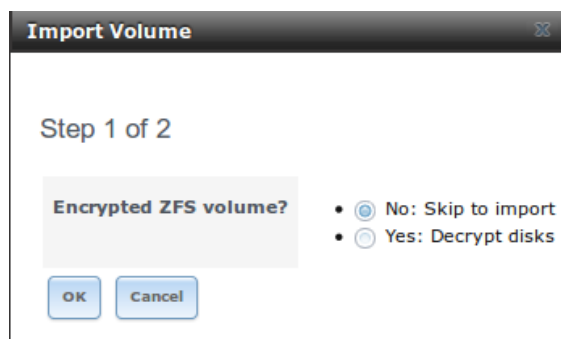 Import Volume
Step 1 of 2
Encrypted ZFS volume?
No: Skip to import
Yes: Decrypt disks
OK Cancel